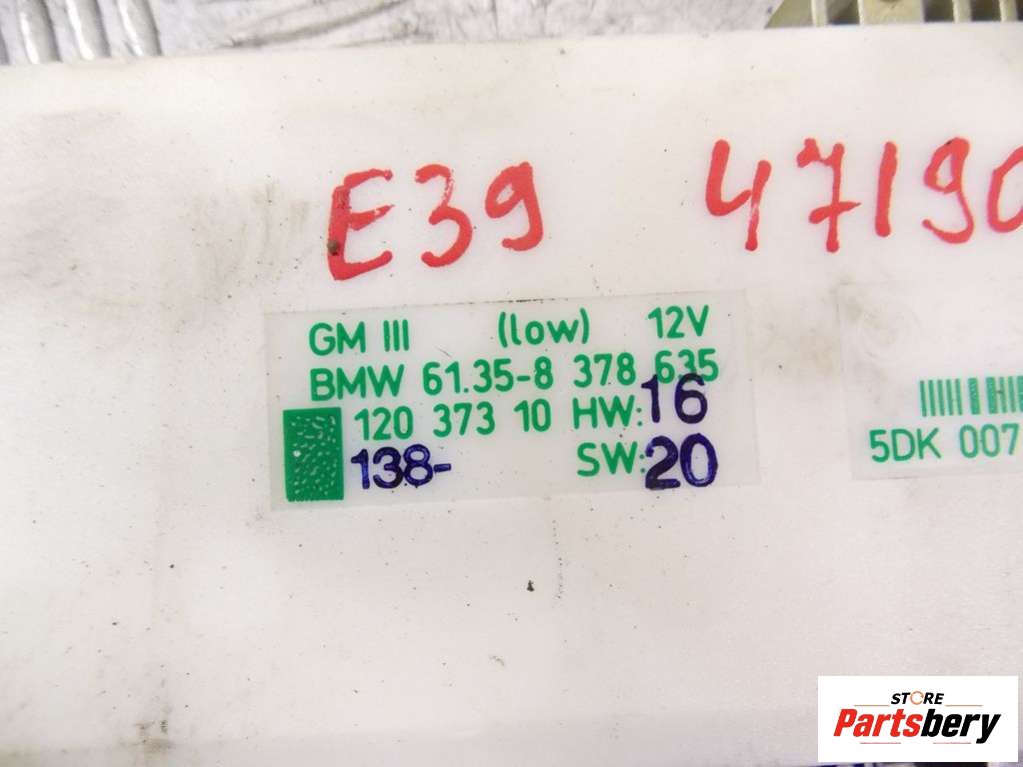 E39 47190
GM III (low) 12V
BMW 61.35-8 378 635
120 373 10 HW:16
138- SW:20
5DK 007
STORE
Partsbery